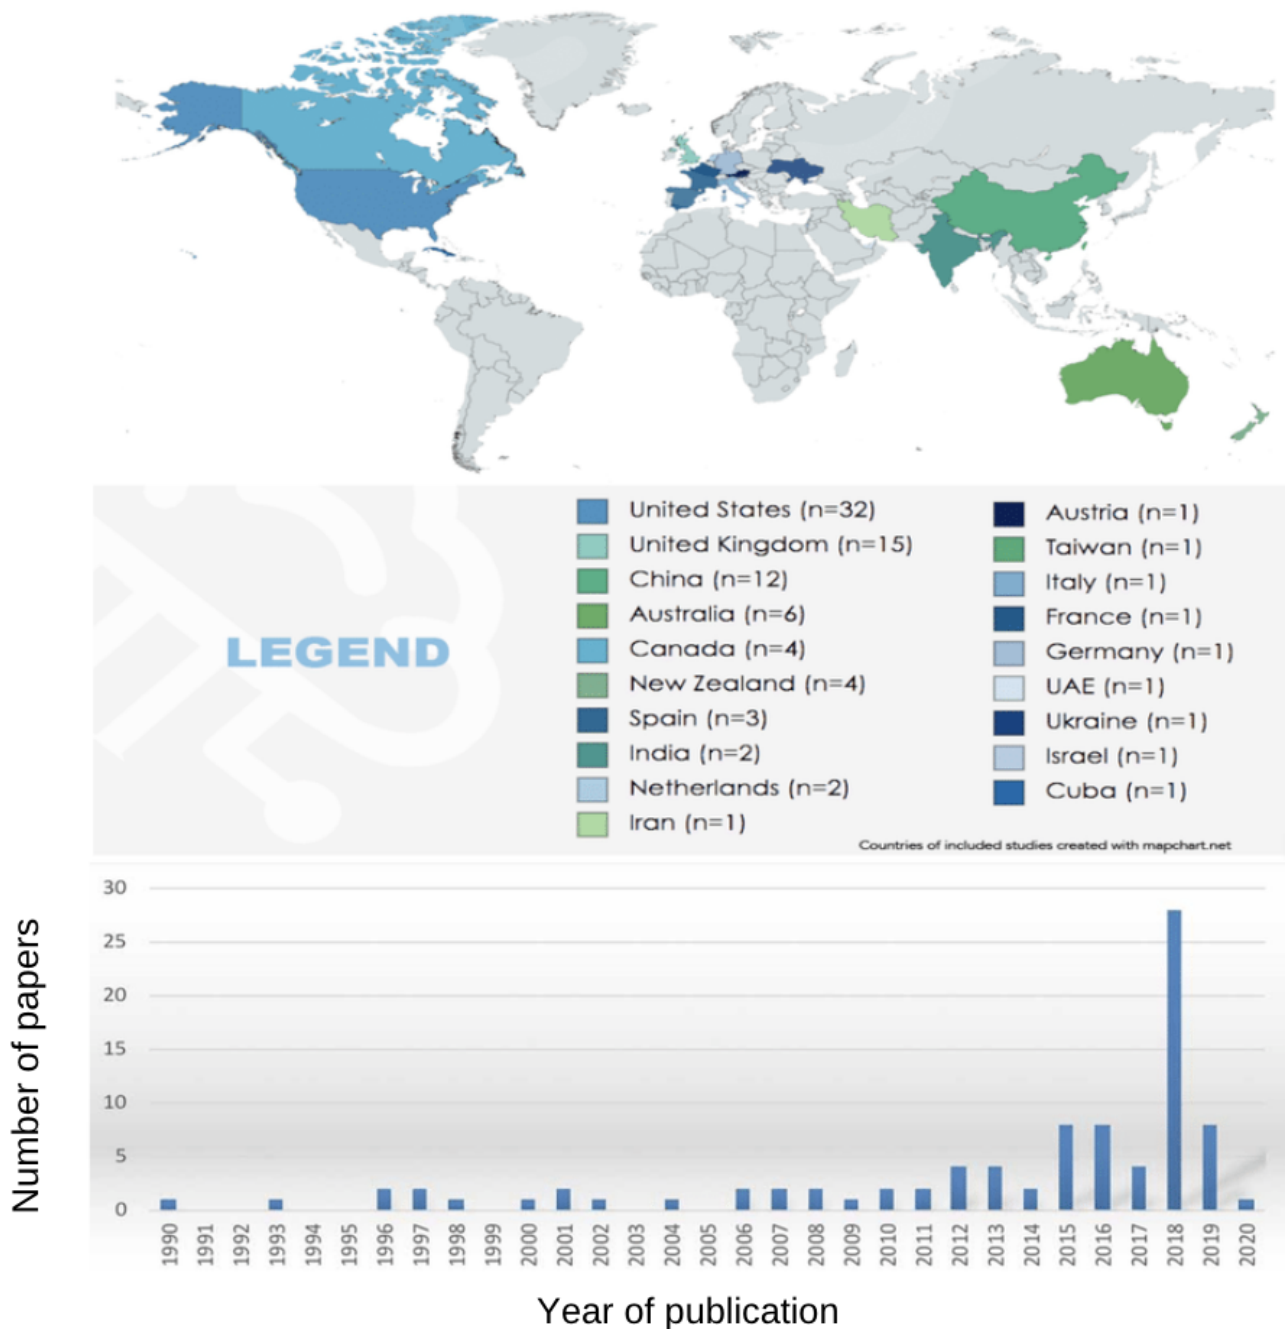 LEGEND
United States (n=32)
United Kingdom (n=15)
China (n=12)
Australia (n=6)
Canada (n=4)
New Zealand (n=4)
Spain (n=3)
India (n=2)
Netherlands (n=2)
Iran (n=1)
Austria (n=1)
Taiwan (n=1)
Italy (n=1)
France (n=1)
Germany (n=1)
UAE (n=1)
Ukraine (n=1)
Israel (n=1)
Cuba (n=1)
Countries of included studies created with mapchart.net
Number of papers
30
25
20
15
10
5
0
1990
1991
1992
1993
1994
1995
1996
1997
1998
1999
2000
2001
2002
2003
2004
2005
2006
2007
2008
2009
2010
2011
2012
2013
2014
2015
2016
2017
2018
2019
2020
Year of publication